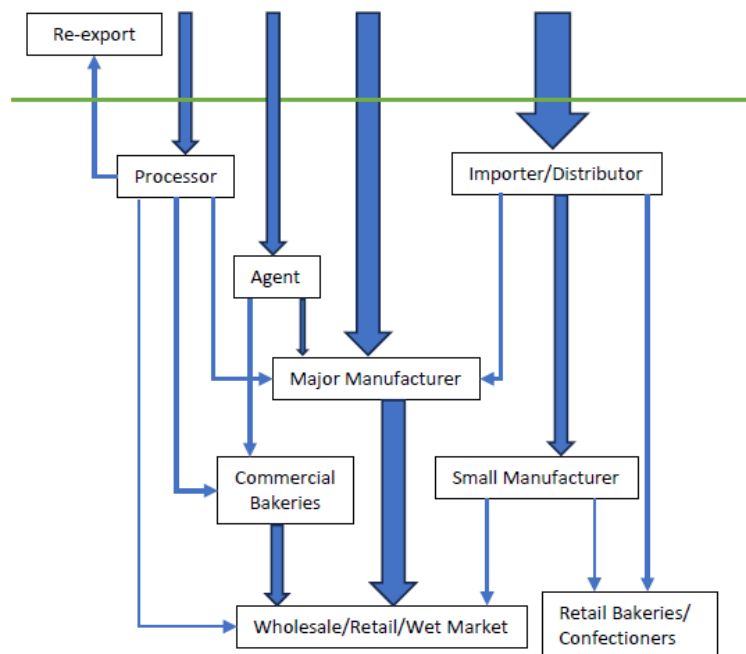 Re-export
Processor
Importer/Distributor
Agent
Major Manufacturer
Commercial
Bakeries
Small Manufacturer
Wholesale/Retail/Wet Market
Retail Bakeries/
Confectioners